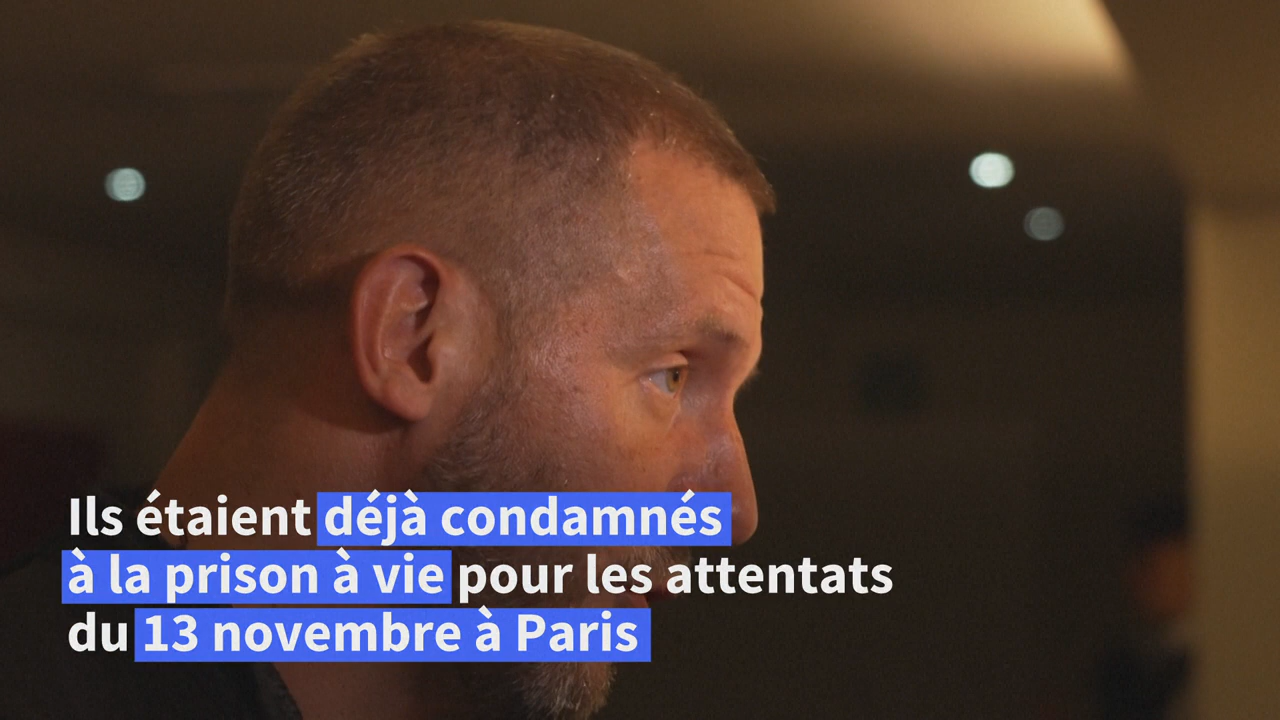 Ils étaient déjà condamnés
à la prison à vie pour les attentats
du 13 novembre à Paris